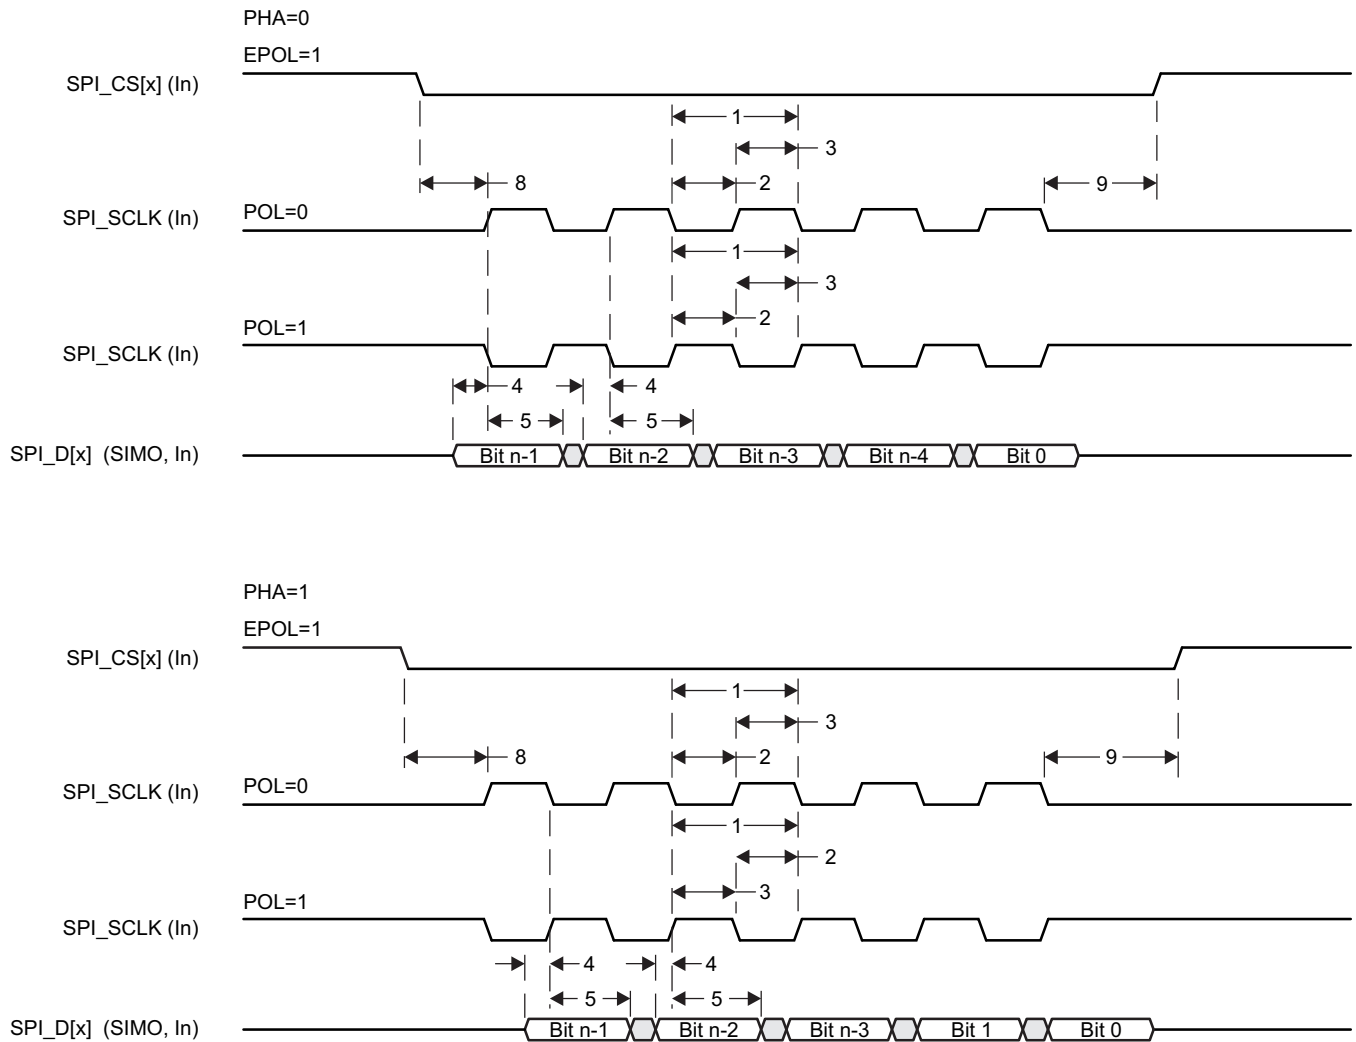 PHA=0
EPOL=1
SPI_CS[x] (In)
1
3
8
2
9
SPI_SCLK (In)
POL=0
1
3
2
POL=1
SPI_SCLK (In)
4
4
5
5
SPI_D[x] (SIMO, In)
Bit n-1
Bit n-2
Bit n-3
Bit n-4
Bit 0
PHA=1
EPOL=1
SPI_CS[x] (In)
1
3
8
2
9
SPI_SCLK (In)
POL=0
1
2
3
POL=1
SPI_SCLK (In)
4
4
5
5
SPI_D[x] (SIMO, In)
Bit n-1
Bit n-2
Bit n-3
Bit 1
Bit 0